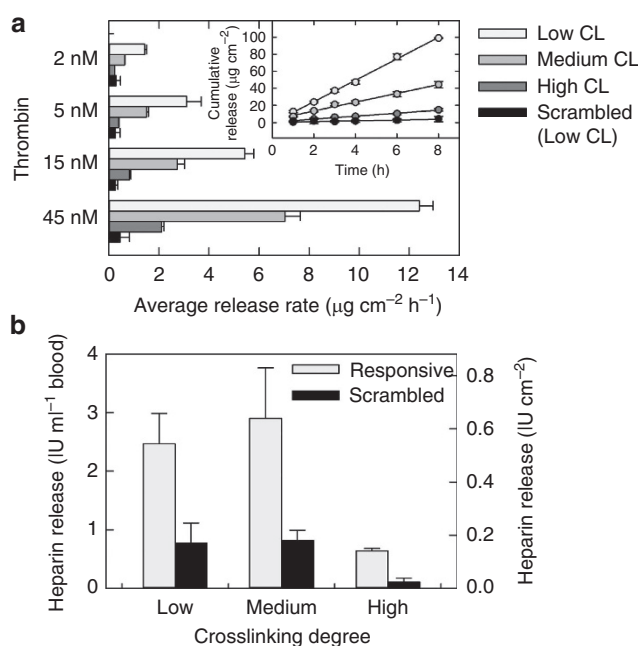 a
Low CL
Medium CL
High CL
Scrambled
(Low CL)
Thrombin
2 nM
5 nM
15 nM
45 nM
Cumulative
release (μg cm−2)
100
80
60
40
20
0
0 2 4 6 8
Time (h)
0 2 4 6 8 10 12 14
Average release rate (μg cm−2 h−1)
b
Responsive
Scrambled
Heparin release (IU ml−1 blood)
4
3
2
1
0
Heparin release (IU cm−2)
0.8
0.6
0.4
0.2
0.0
Low Medium High
Crosslinking degree